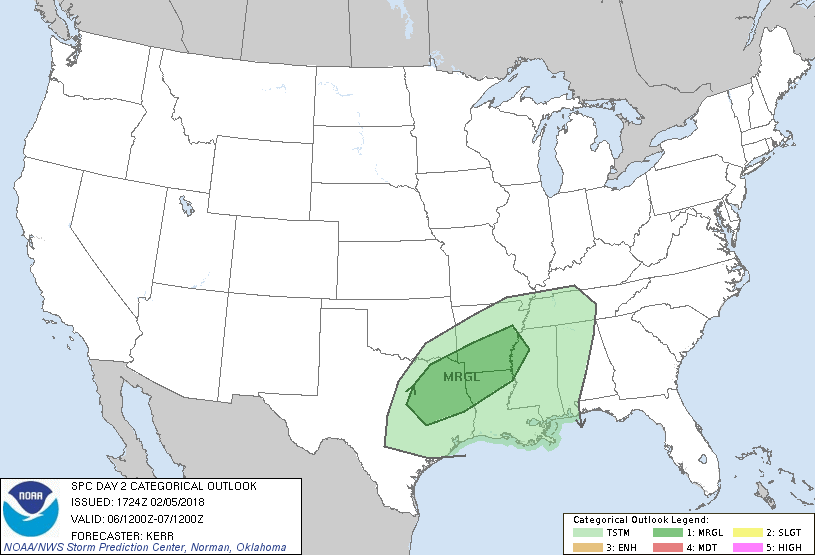 MRGL
NOAA
SPC DAY 2 CATEGORICAL OUTLOOK
ISSUED: 1724Z 02/05/2018
VALID: 06/1200Z-07/1200Z
FORECASTER: KERR
NOAA/NWS Storm Prediction Center, Norman, Oklahoma
Categorical Outlook Legend:
TSTM 1: MRGL 2: SLGT
3: ENH 4: MDT 5: HIGH